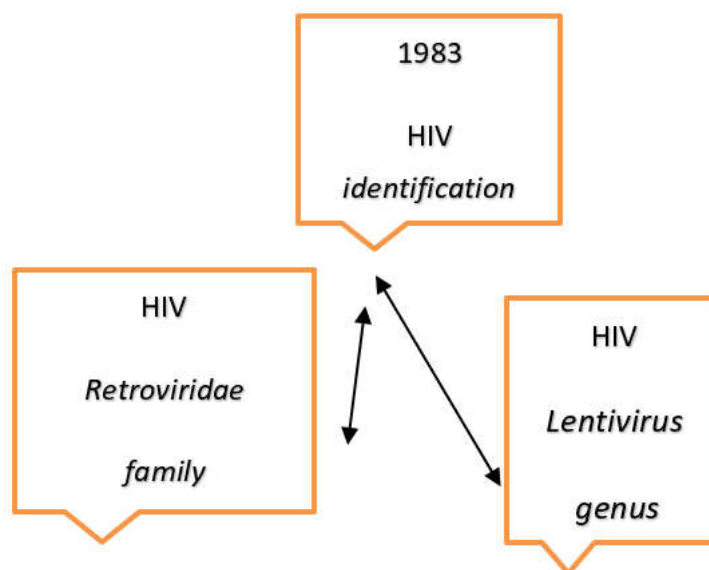 1983
HIV
identification
HIV
Retroviridae
family
HIV
Lentivirus
genus